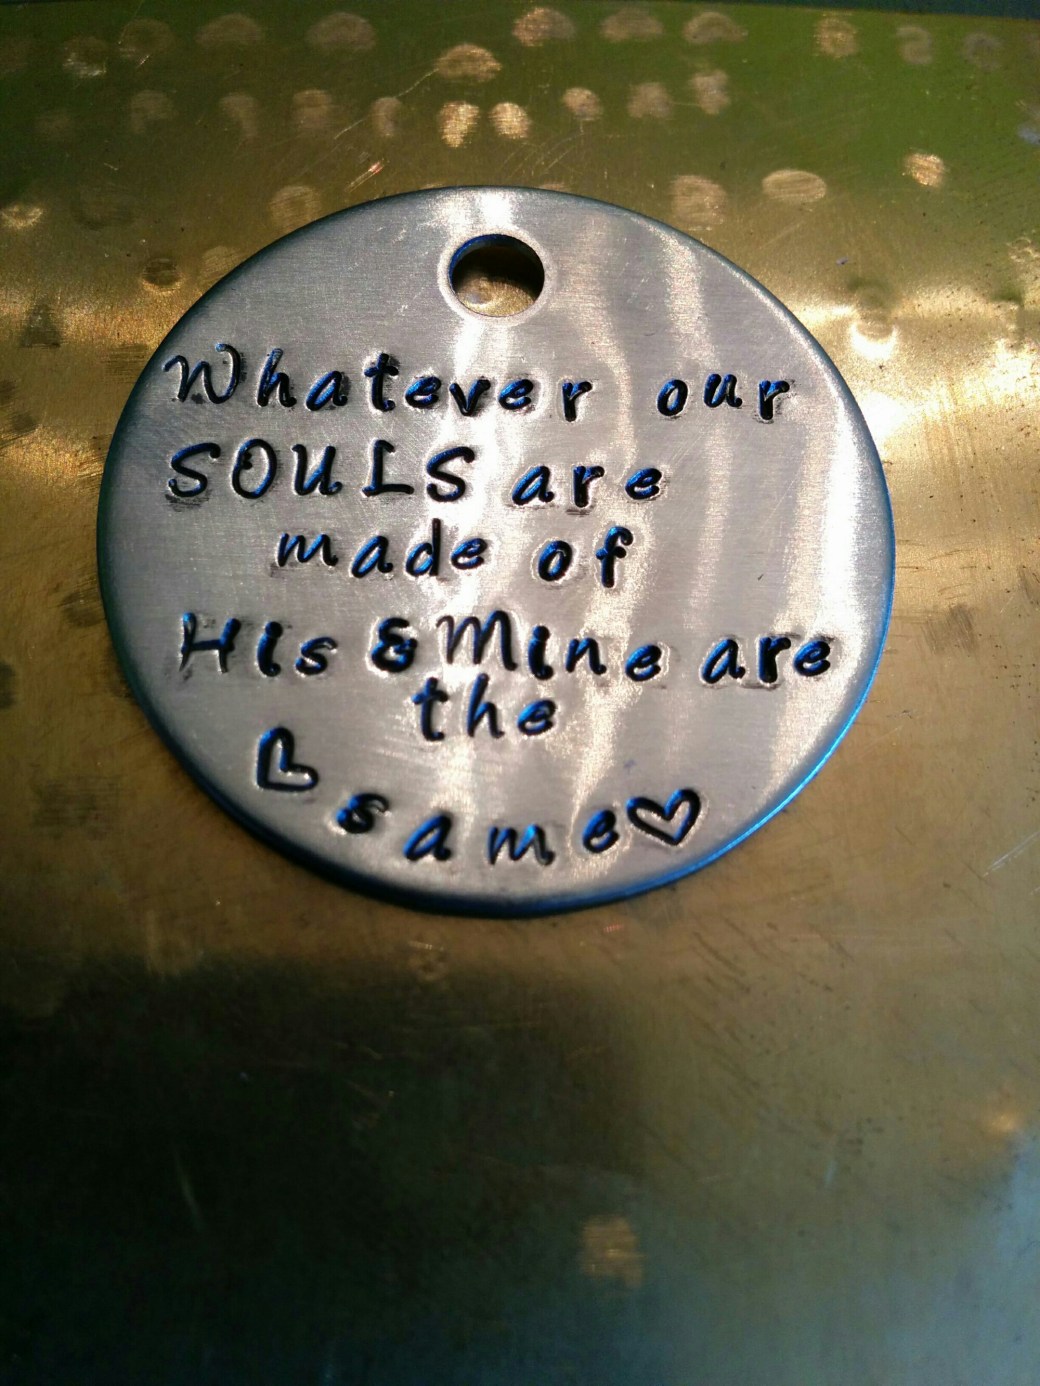 Whatever our
SOULS are
made of
His & Mine are
the
same